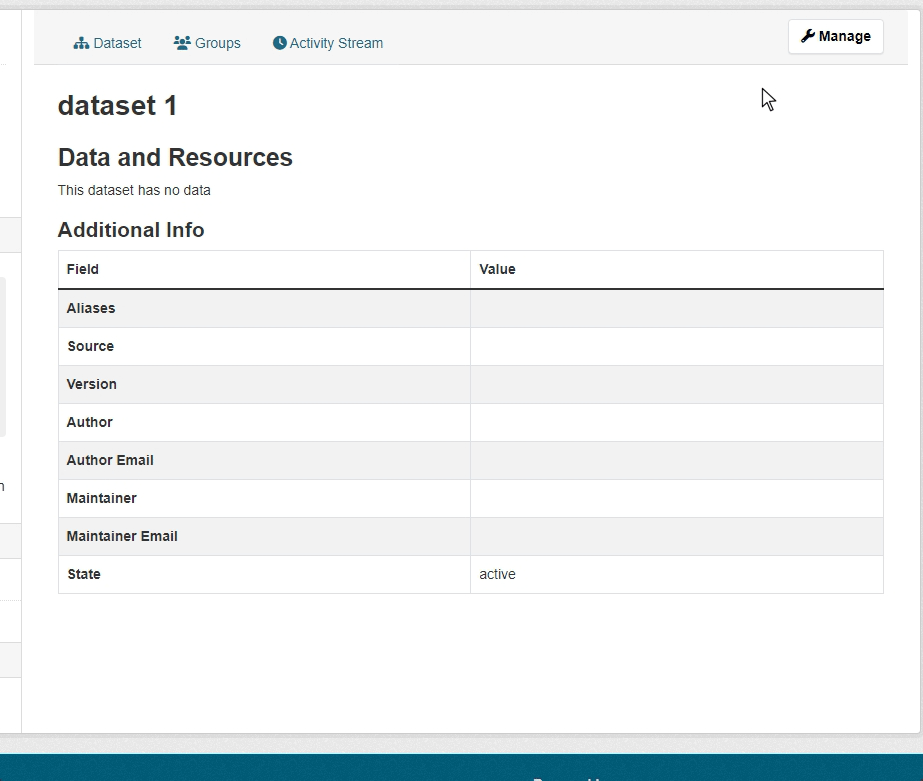 Dataset Groups Activity Stream Manage
dataset 1
Data and Resources
This dataset has no data
Additional Info
Field Value
Aliases
Source
Version
Author
Author Email
Maintainer
Maintainer Email
State active